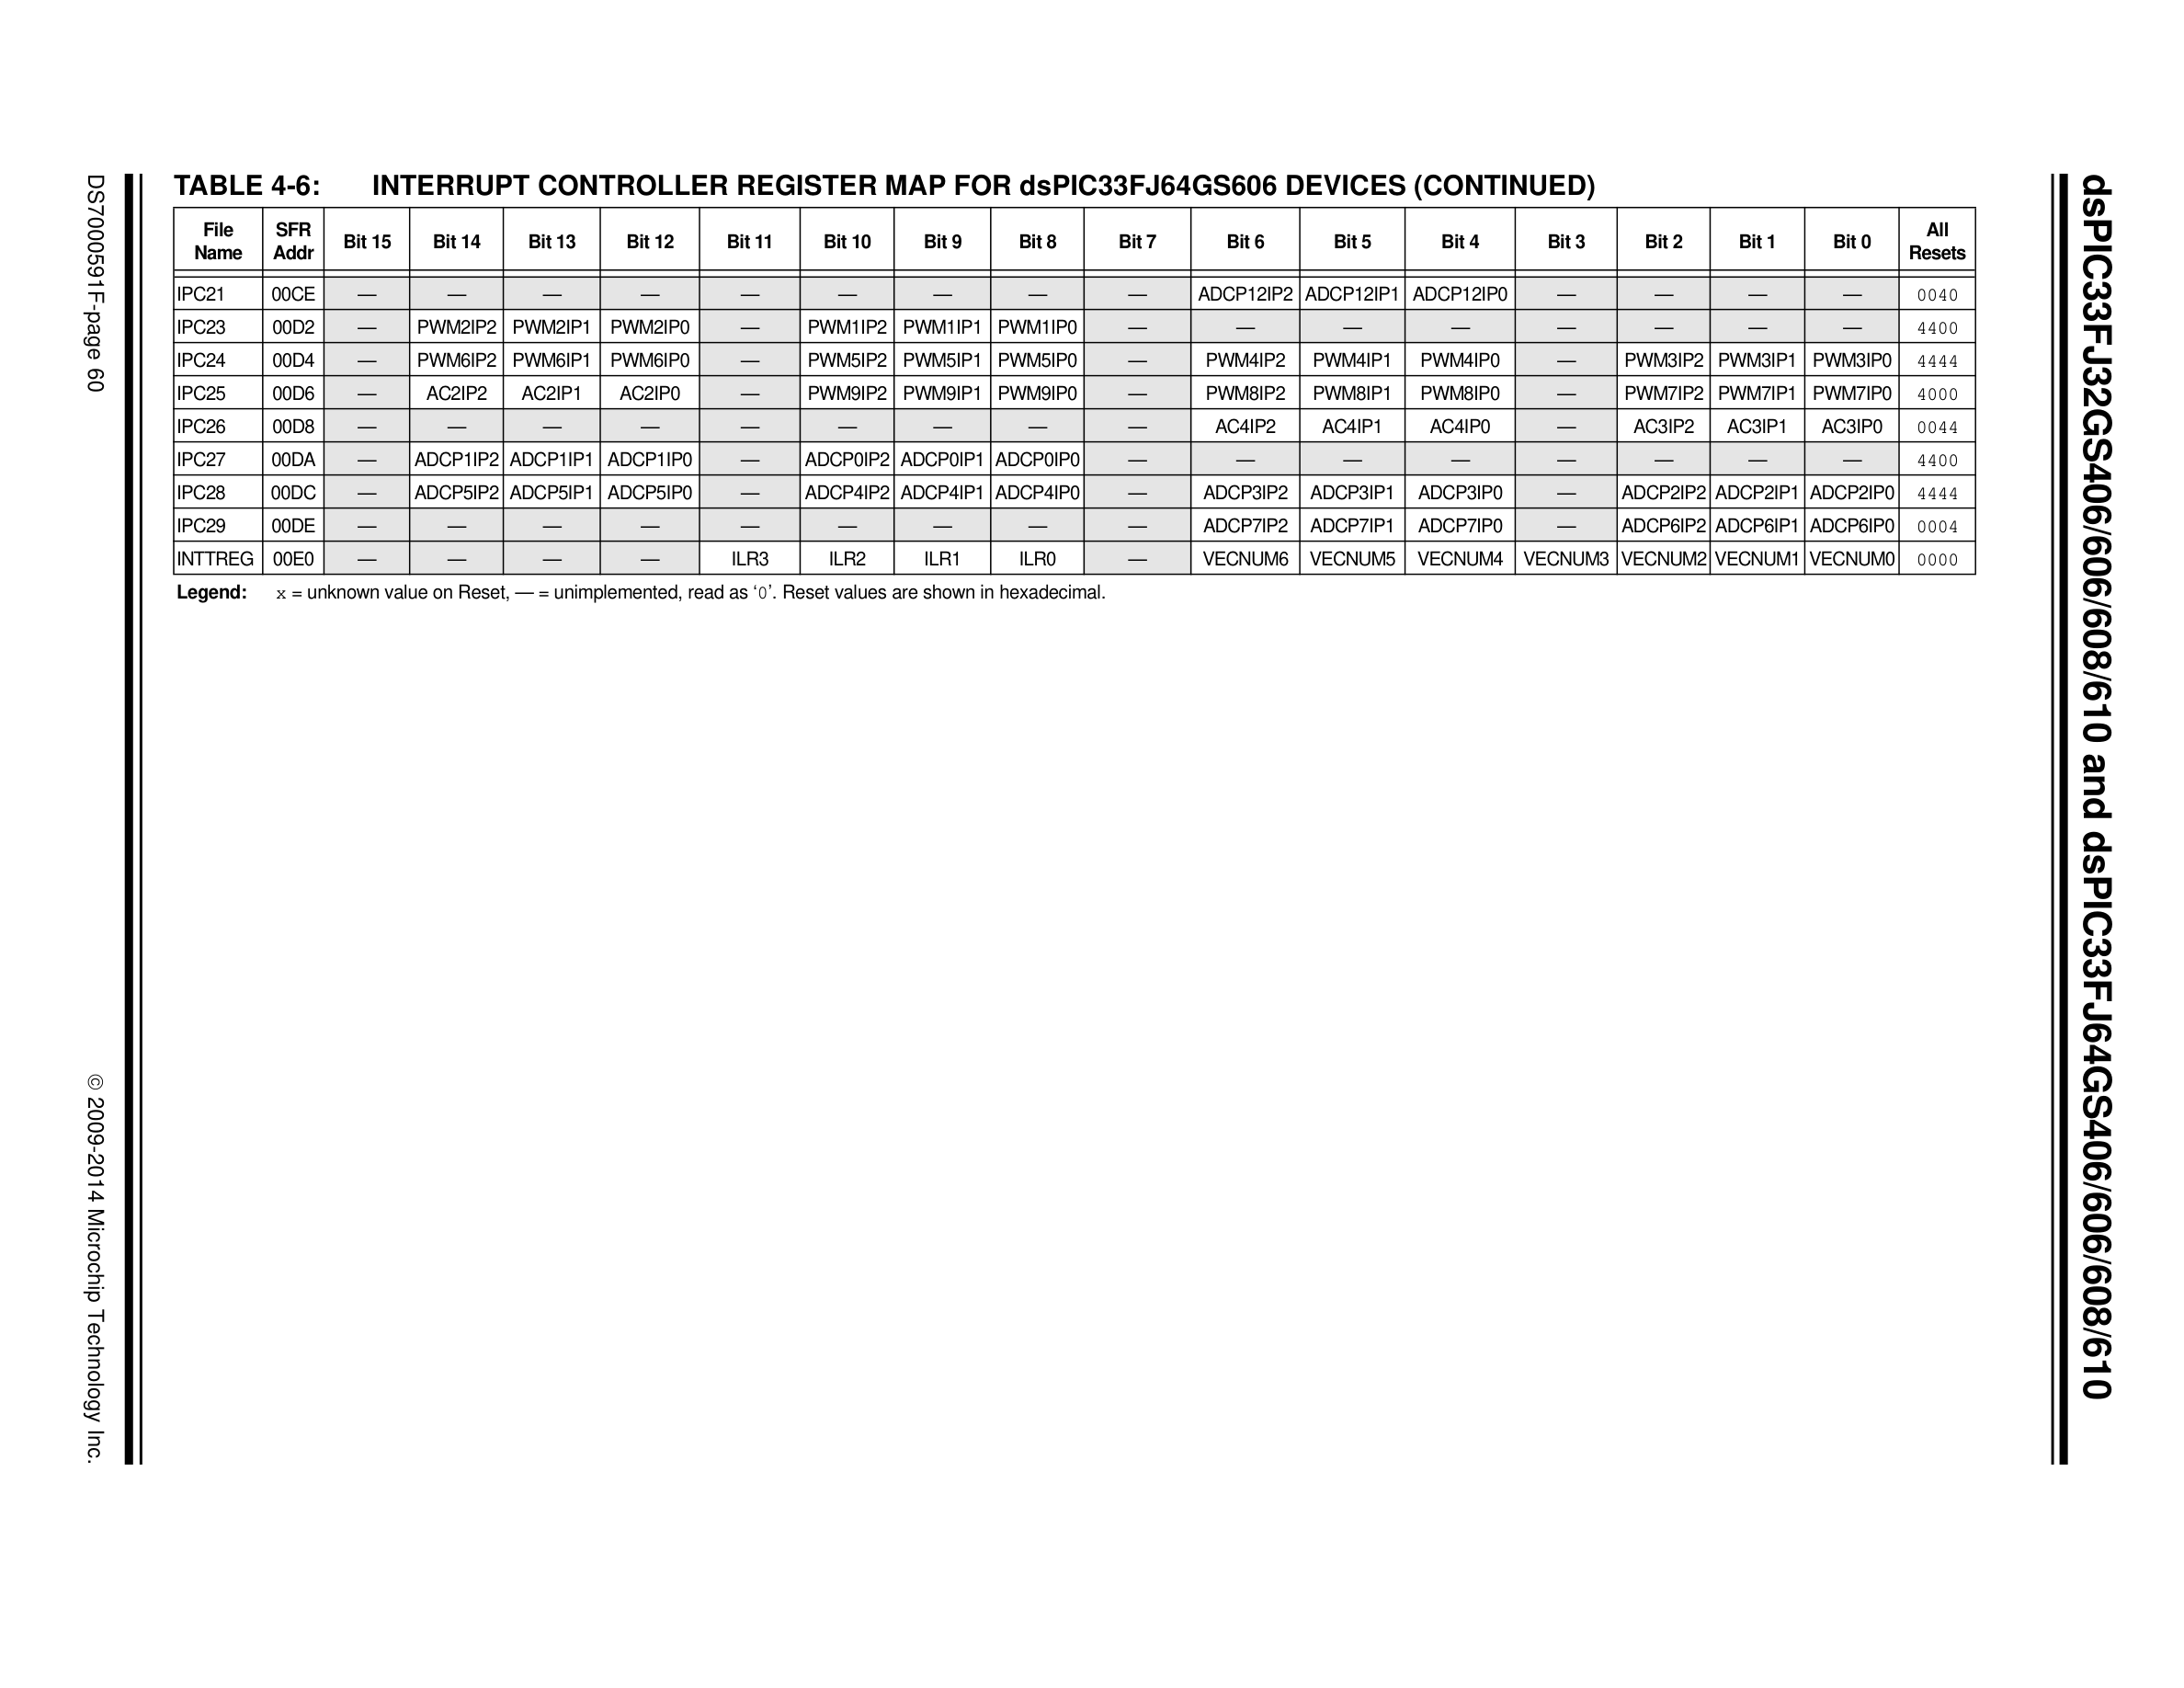 dsPIC33FJ32GS406/606/608/610 and dsPIC33FJ64GS406/606/608/610
TABLE 4-6: INTERRUPT CONTROLLER REGISTER MAP FOR dsPIC33FJ64GS606 DEVICES (CONTINUED)
File Name SFR Addr Bit 15 Bit 14 Bit 13 Bit 12 Bit 11 Bit 10 Bit 9 Bit 8 Bit 7 Bit 6 Bit 5 Bit 4 Bit 3 Bit 2 Bit 1 Bit 0 All Resets
IPC21 00CE — — — — — — — — — ADCP12IP2 ADCP12IP1 ADCP12IP0 — — — — 0040
IPC23 00D2 — PWM2IP2 PWM2IP1 PWM2IP0 — PWM1IP2 PWM1IP1 PWM1IP0 — — — — — — — — 4400
IPC24 00D4 — PWM6IP2 PWM6IP1 PWM6IP0 — PWM5IP2 PWM5IP1 PWM5IP0 — PWM4IP2 PWM4IP1 PWM4IP0 — PWM3IP2 PWM3IP1 PWM3IP0 4444
IPC25 00D6 — AC2IP2 AC2IP1 AC2IP0 — PWM9IP2 PWM9IP1 PWM9IP0 — PWM8IP2 PWM8IP1 PWM8IP0 — PWM7IP2 PWM7IP1 PWM7IP0 4000
IPC26 00D8 — — — — — — — — — AC4IP2 AC4IP1 AC4IP0 — AC3IP2 AC3IP1 AC3IP0 0044
IPC27 00DA — ADCP1IP2 ADCP1IP1 ADCP1IP0 — ADCP0IP2 ADCP0IP1 ADCP0IP0 — — — — — — — — 4400
IPC28 00DC — ADCP5IP2 ADCP5IP1 ADCP5IP0 — ADCP4IP2 ADCP4IP1 ADCP4IP0 — ADCP3IP2 ADCP3IP1 ADCP3IP0 — ADCP2IP2 ADCP2IP1 ADCP2IP0 4444
IPC29 00DE — — — — — — — — — ADCP7IP2 ADCP7IP1 ADCP7IP0 — ADCP6IP2 ADCP6IP1 ADCP6IP0 0004
INTTREG 00E0 — — — — ILR3 ILR2 ILR1 ILR0 — VECNUM6 VECNUM5 VECNUM4 VECNUM3 VECNUM2 VECNUM1 VECNUM0 0000
Legend: x = unknown value on Reset, — = unimplemented, read as ‘0’. Reset values are shown in hexadecimal.
DS70000591F-page 60
© 2009-2014 Microchip Technology Inc.